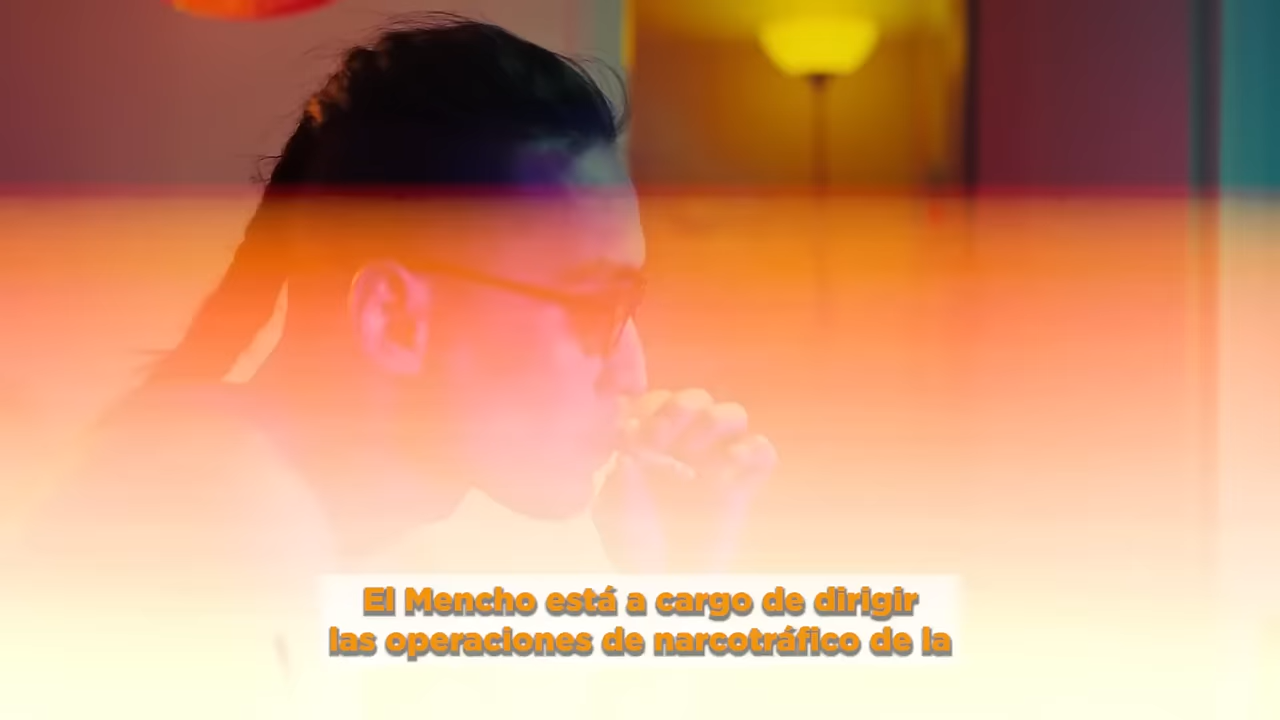 El Mencho está a cargo de dirigir
las operaciones de narcotráfico de la